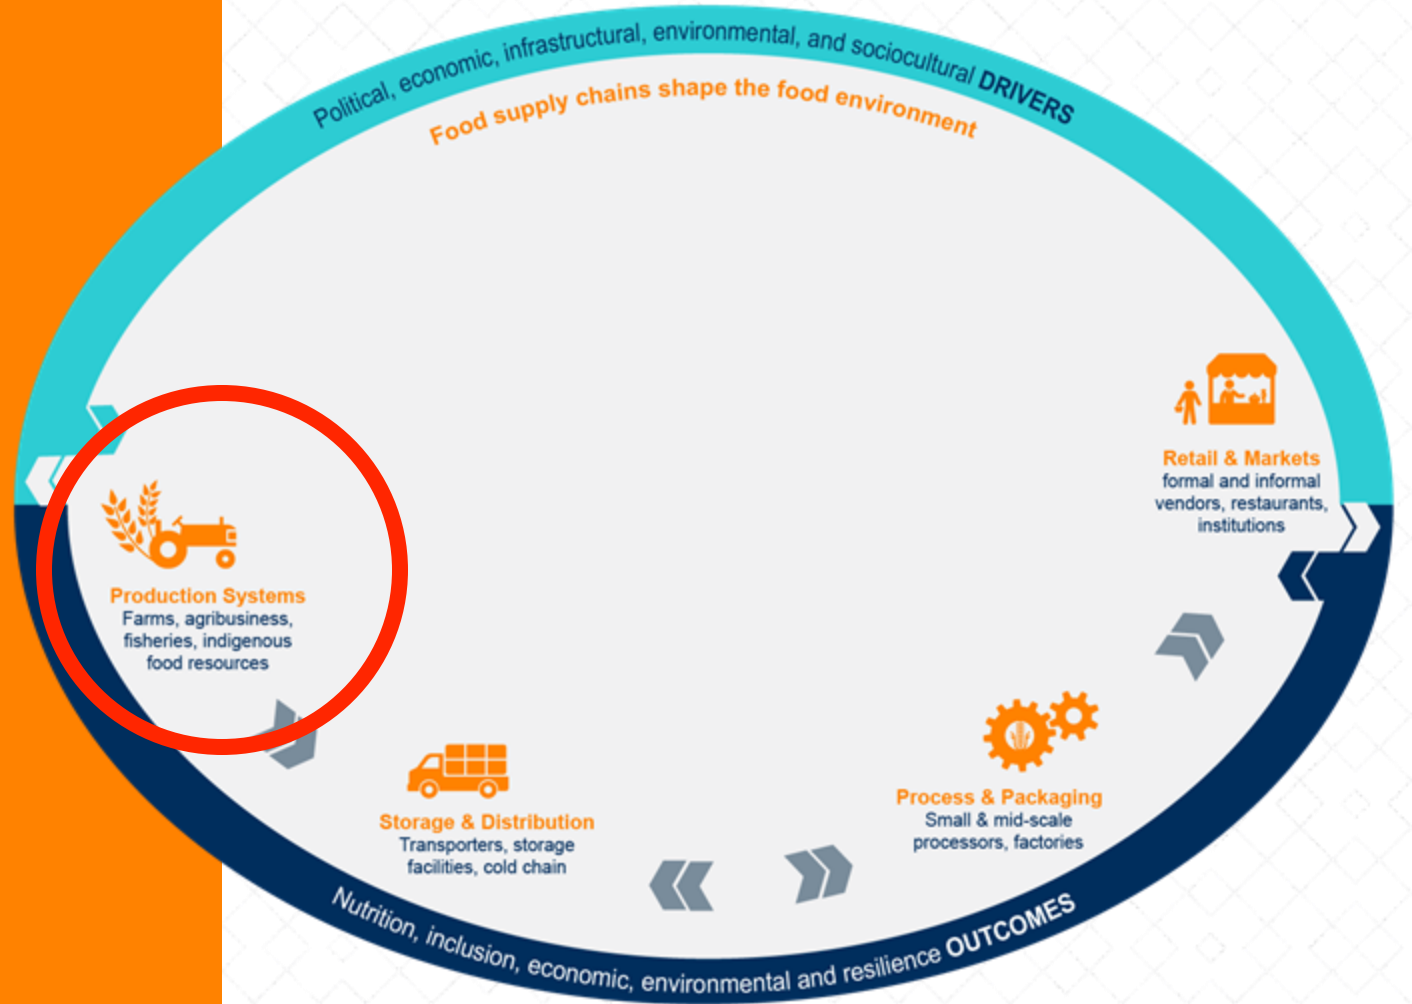 Political, economic, infrastructural, environmental, and sociocultural DRIVERS
Food supply chains shape the food environment
Retail & Markets
formal and informal
vendors, restaurants,
institutions
Production Systems
Farms, agribusiness,
fisheries, indigenous
food resources
Process & Packaging
Small & mid-scale
processors, factories
Storage & Distribution
Transporters, storage
facilities, cold chain
Nutrition, inclusion, economic, environmental and resilience OUTCOMES